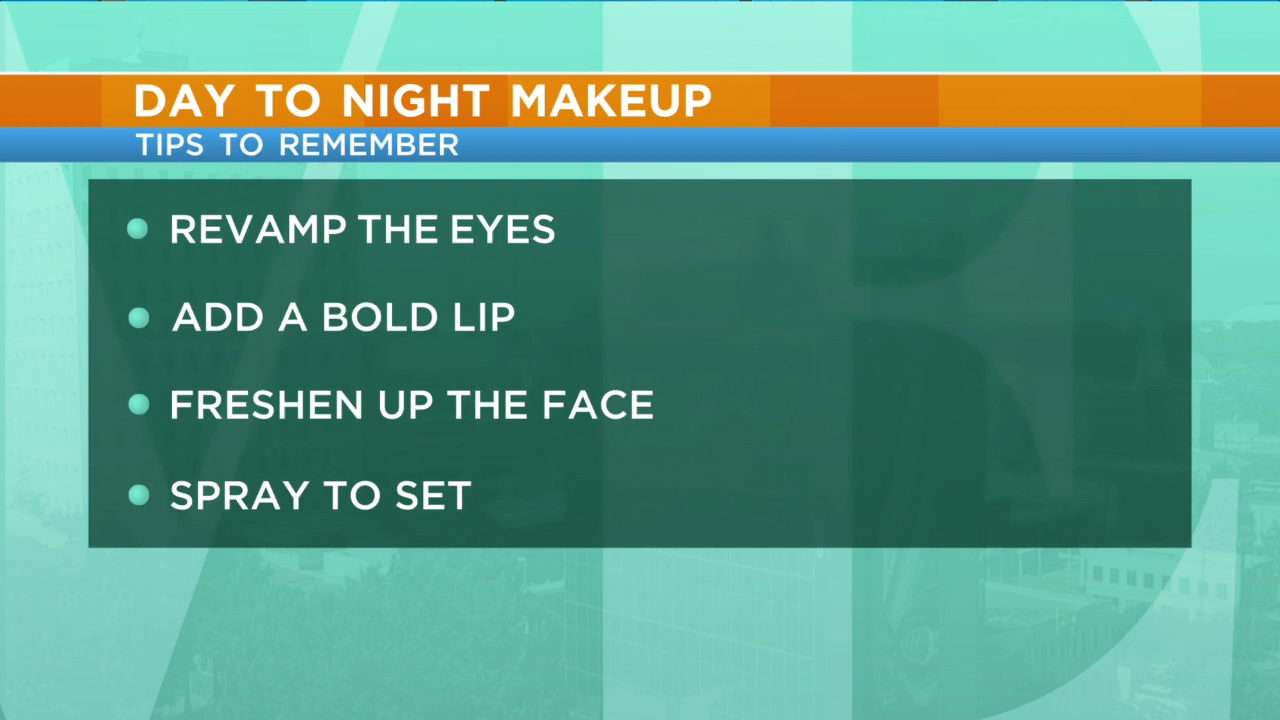 DAY TO NIGHT MAKEUP
TIPS TO REMEMBER
REVAMP THE EYES
ADD A BOLD LIP
FRESHEN UP THE FACE
SPRAY TO SET